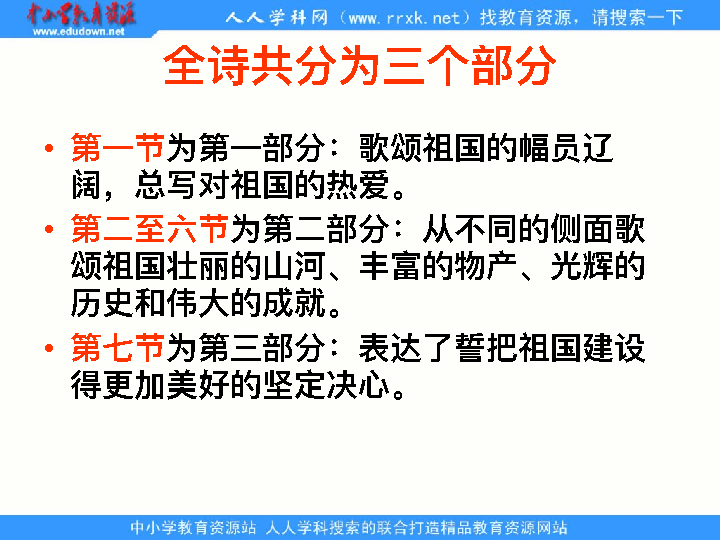 中小学教育资源
www.edudown.net
人人学科网（www.rrxk.net）找教育资源，请搜索一下
全诗共分为三个部分
• 第一节为第一部分：歌颂祖国的幅员辽
阔，总写对祖国的热爱。
• 第二至六节为第二部分：从不同的侧面歌
颂祖国壮丽的山河、丰富的物产、光辉的
历史和伟大的成就。
• 第七节为第三部分：表达了誓把祖国建设
得更加美好的坚定决心。
中小学教育资源站 人人学科搜索的联合打造精品教育资源网站